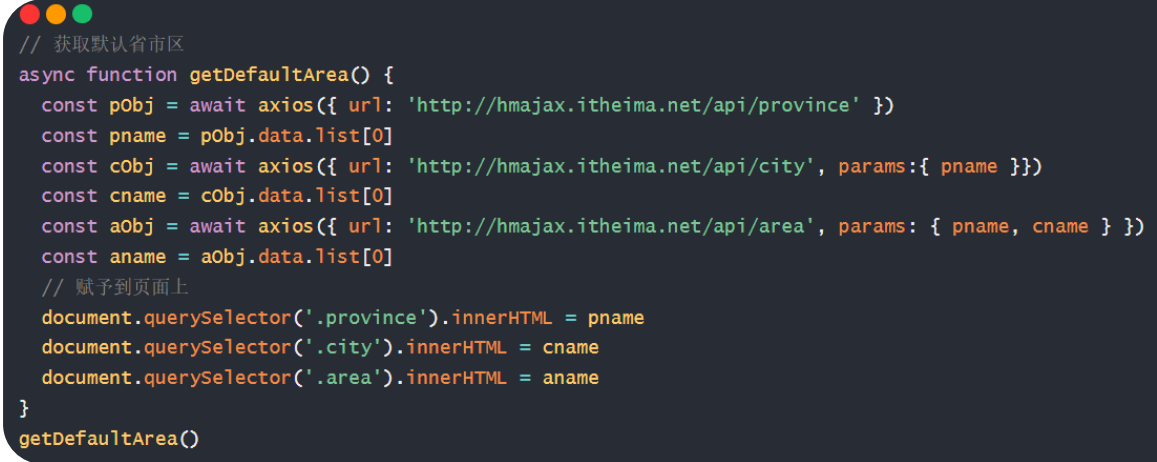 // 获取默认省市区
async function getDefaultArea() {
  const pObj = await axios({ url: 'http://hmajax.itheima.net/api/province' })
  const pname = pObj.data.list[0]
  const cObj = await axios({ url: 'http://hmajax.itheima.net/api/city', params:{ pname }})
  const cname = cObj.data.list[0]
  const aObj = await axios({ url: 'http://hmajax.itheima.net/api/area', params: { pname, cname } })
  const aname = aObj.data.list[0]
  // 赋予到页面上
  document.querySelector('.province').innerHTML = pname
  document.querySelector('.city').innerHTML = cname
  document.querySelector('.area').innerHTML = aname
}
getDefaultArea()